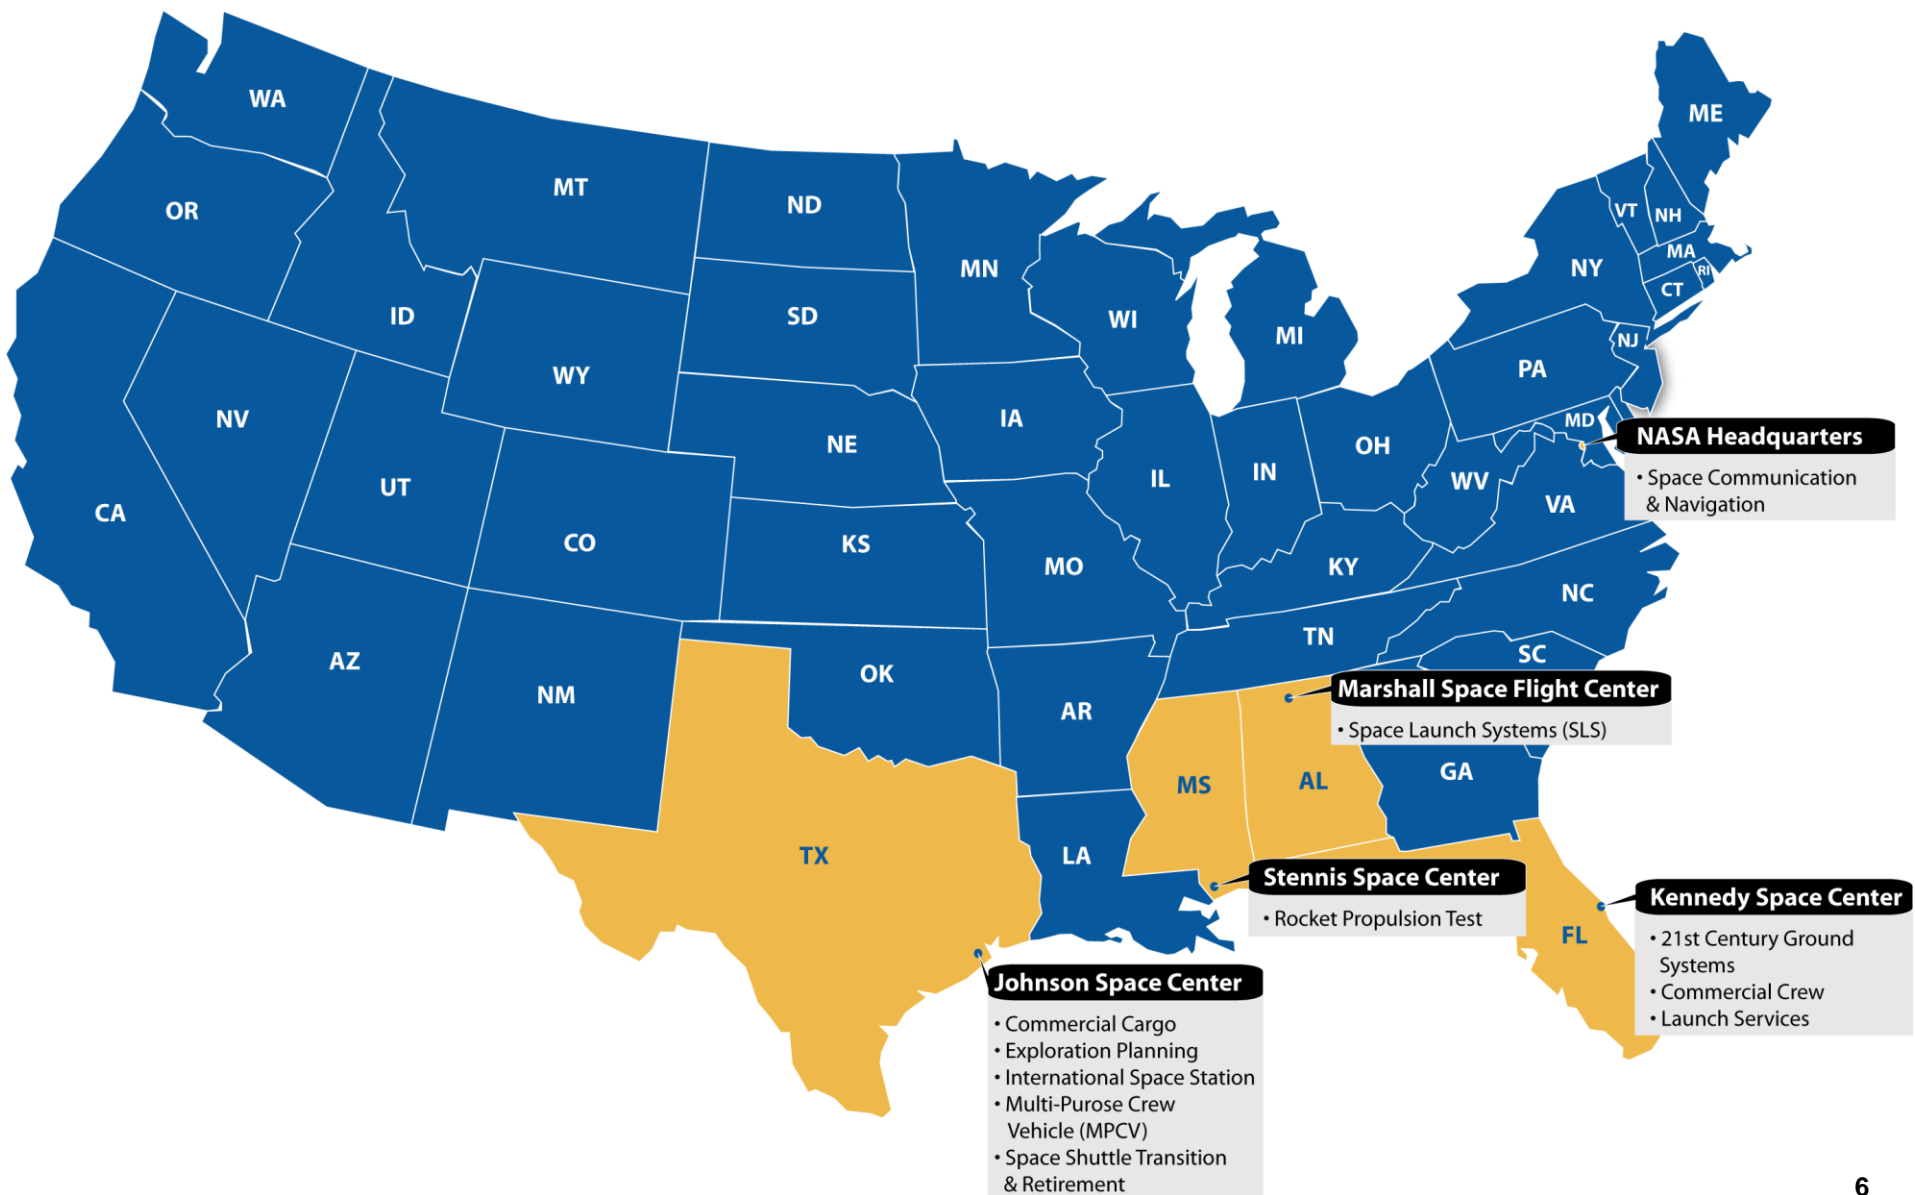 WA
ME
MT
ND
OR
VT
NH
MN
MA
NY
RI
CT
ID
SD
WI
MI
NJ
WY
PA
NV
IA
MD
NE
OH
NASA Headquarters
UT
IL
IN
WV
• Space Communication
& Navigation
CA
VA
CO
KS
MO
KY
NC
TN
AZ
SC
OK
NM
Marshall Space Flight Center
AR
• Space Launch Systems (SLS)
GA
MS
AL
TX
LA
Stennis Space Center
• Rocket Propulsion Test
Kennedy Space Center
FL
• 21st Century Ground
Systems
• Commercial Crew
• Launch Services
Johnson Space Center
• Commercial Cargo
• Exploration Planning
• International Space Station
• Multi-Purose Crew
Vehicle (MPCV)
• Space Shuttle Transition
& Retirement
6